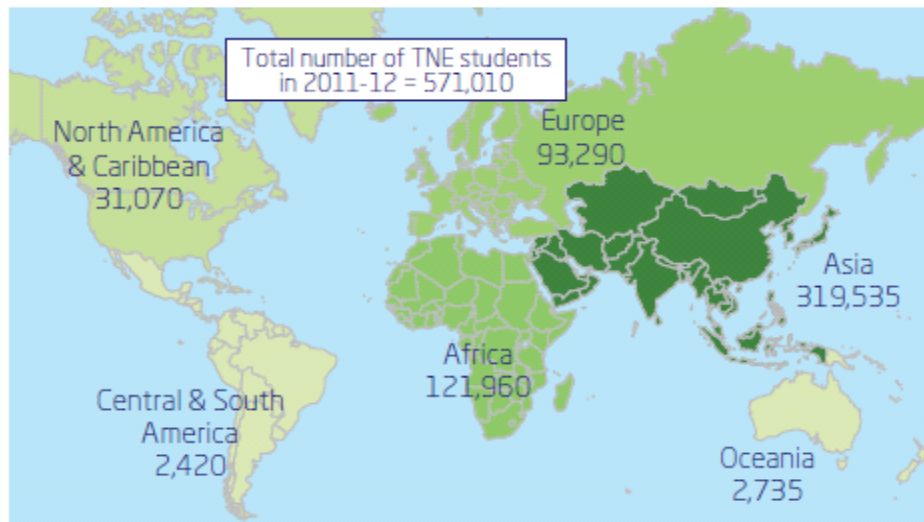 Total number of TNE students
in 2011-12 = 571,010
North America
& Caribbean
31,070
Europe
93,290
Asia
319,535
Africa
121,960
Central & South
America
2,420
Oceania
2,735